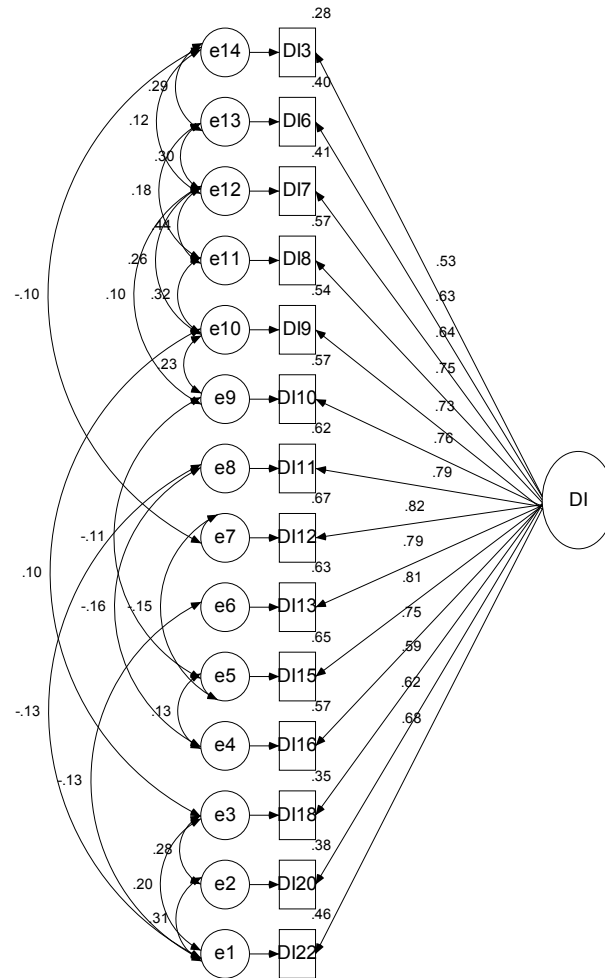 .28
e14 DI3
.40
.29
e13 DI6
.12
.41
.30
e12 DI7
.18
.57
.44
e11 DI8
.53
.26
.54
-.10 .10 .32
.63
e10 DI9
.64
.57
.23
.75
e9 DI10
.73
.62
.76
e8 DI11
.79
.67
DI
.82
e7 DI12
-.11
.79
.63
.10
.81
e6 DI13
-.16 -.15
.75
.65
.59
e5 DI15
.62
.57
-.13 .13
.68
e4 DI16
.35
-.13
e3 DI18
.38
.28
e2 DI20
.20
.46
.31
e1 DI22